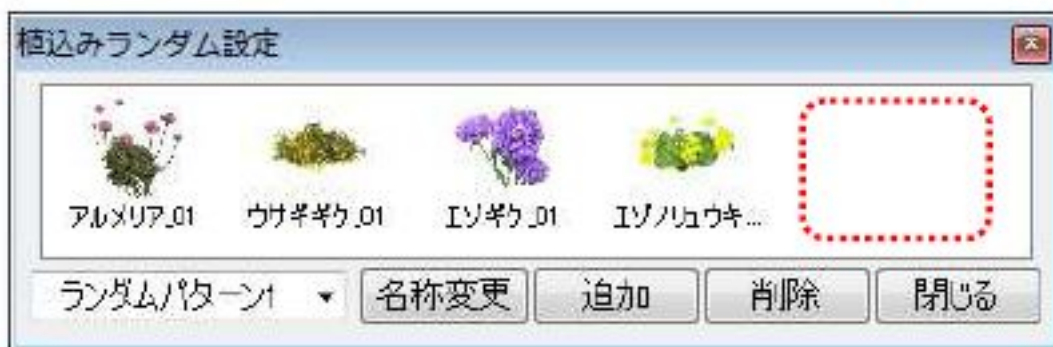 植込みランダム設定
アルメリア_01 ウサギギク_01 エゾギク_01 エゾノリュウキ...
ランダムパターン1 名称変更 追加 削除 閉じる